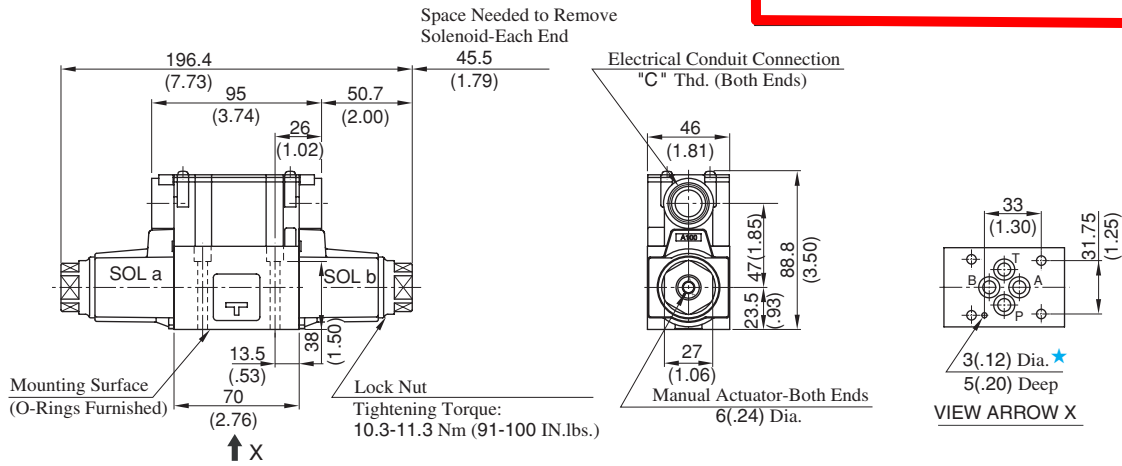 Space Needed to Remove
Solenoid-Each End
196.4
(7.73)
45.5
(1.79)
95
(3.74)
50.7
(2.00)
26
(1.02)
SOL a
SOL b
38
(1.50)
13.5
(.53)
70
(2.76)
Mounting Surface
(O-Rings Furnished)
Lock Nut
Tightening Torque:
10.3-11.3 Nm (91-100 IN.lbs.)
X
Electrical Conduit Connection
"C" Thd. (Both Ends)
46
(1.81)
A100
47(1.85)
88.8
(3.50)
23.5
(.93)
27
(1.06)
Manual Actuator-Both Ends
6(.24) Dia.
33
(1.30)
31.75
(1.25)
T
B
A
P
3(.12) Dia.★
5(.20) Deep
VIEW ARROW X